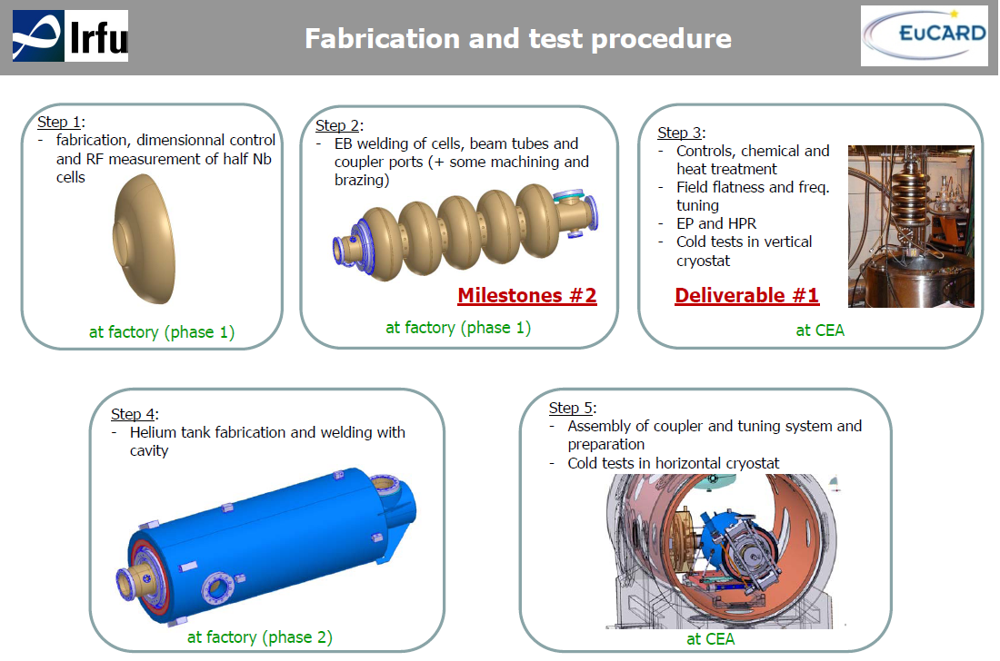 Irfu
Fabrication and test procedure
EuCARD
Step 1:
- fabrication, dimensionnal control
and RF measurement of half Nb
cells
at factory (phase 1)
Step 2:
- EB welding of cells, beam tubes and
coupler ports (+ some machining and
brazing)
Milestones #2
at factory (phase 1)
Step 3:
- Controls, chemical and
heat treatment
- Field flatness and freq.
tuning
- EP and HPR
- Cold tests in vertical
cryostat
Deliverable #1
at CEA
Step 4:
- Helium tank fabrication and welding with
cavity
at factory (phase 2)
Step 5:
- Assembly of coupler and tuning system and
preparation
- Cold tests in horizontal cryostat
at CEA